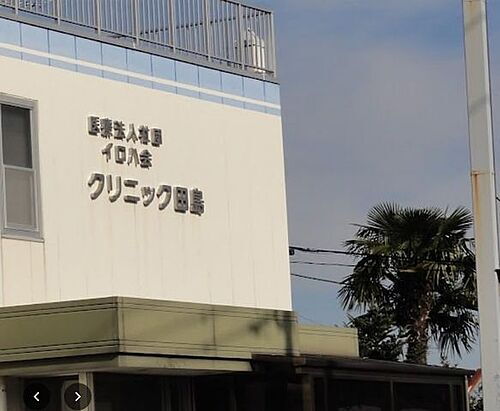 医療法人社団
イロハ会
クリニック田島